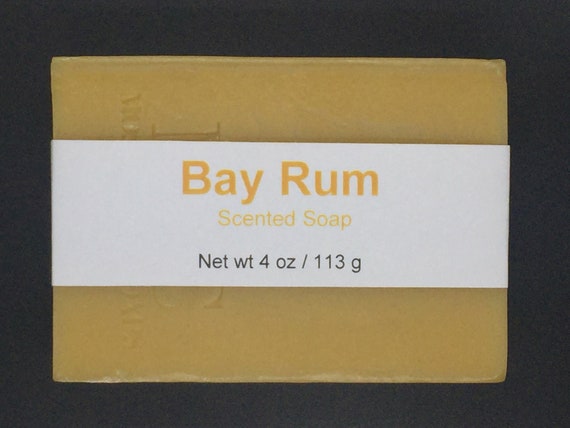 Bay Rum
Scented Soap
Net wt 4 oz / 113 g